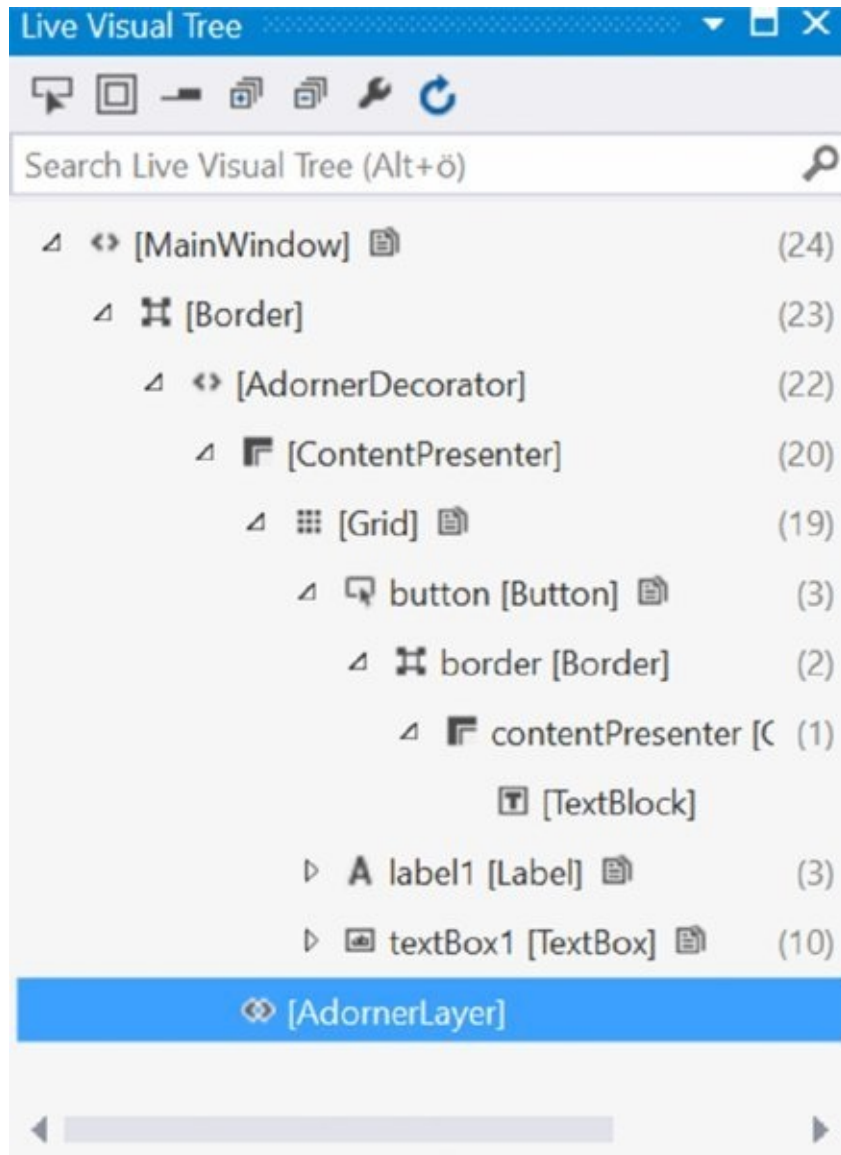 Live Visual Tree
Search Live Visual Tree (Alt+ö)
[MainWindow] (24)
[Border] (23)
[AdornerDecorator] (22)
[ContentPresenter] (20)
[Grid] (19)
button [Button] (3)
border [Border] (2)
contentPresenter [C (1)
[TextBlock]
label1 [Label] (3)
textBox1 [TextBox] (10)
[AdornerLayer]